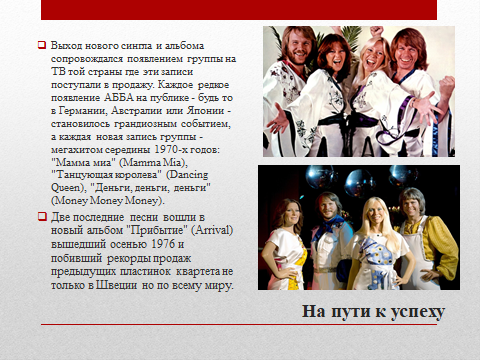 Выход нового сингла и альбома
сопровождался появлением группы на
ТВ той страны где эти записи
поступали в продажу. Каждое редкое
появление АББА на публике - будь то
в Германии, Австралии или Японии -
становилось грандиозным событием,
а каждая новая запись группы -
мегахитом середины 1970-х годов:
"Мамма миа" (Mamma Mia),
"Танцующая королева" (Dancing
Queen), "Деньги, деньги, деньги"
(Money Money Money).
Две последние песни вошли в
новый альбом "Прибытие" (Arrival)
вышедший осенью 1976 и
побивший рекорды продаж
предыдущих пластинок квартета не
только в Швеции но по всему миру.
На пути к успеху